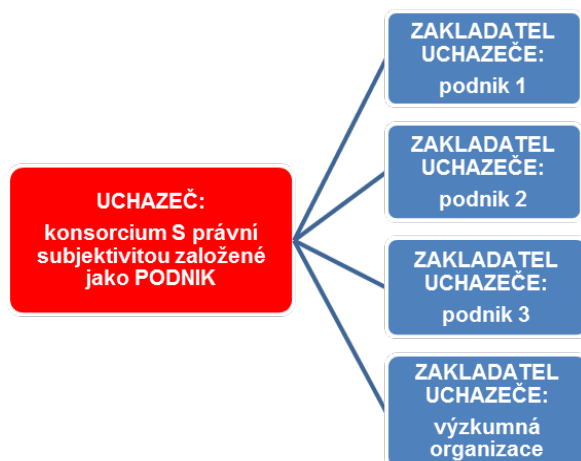 UCHAZEČ:
konsorcium S právní
subjektivitou založené
jako PODNIK
ZAKLADATEL
UCHAZEČE:
podnik 1
ZAKLADATEL
UCHAZEČE:
podnik 2
ZAKLADATEL
UCHAZEČE:
podnik 3
ZAKLADATEL
UCHAZEČE:
výzkumná
organizace